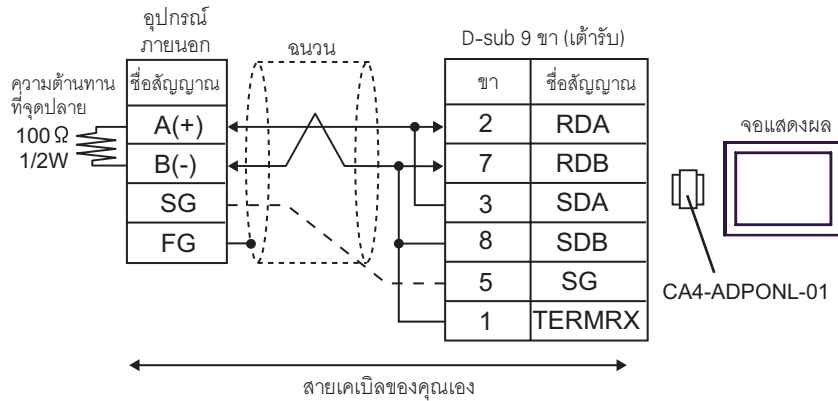 อุปกรณ์
ภายนอก
ฉนวน
D-sub 9 ขา (เต้ารับ)
ความต้านทาน
ที่จุดปลาย
100 Ω
1/2W
ชื่อสัญญาณ
A(+)
B(-)
SG
FG
ขา ชื่อสัญญาณ
2 RDA
7 RDB
3 SDA
8 SDB
5 SG
1 TERMRX
จอแสดงผล
CA4-ADPONL-01
สายเคเบิลของคุณเอง